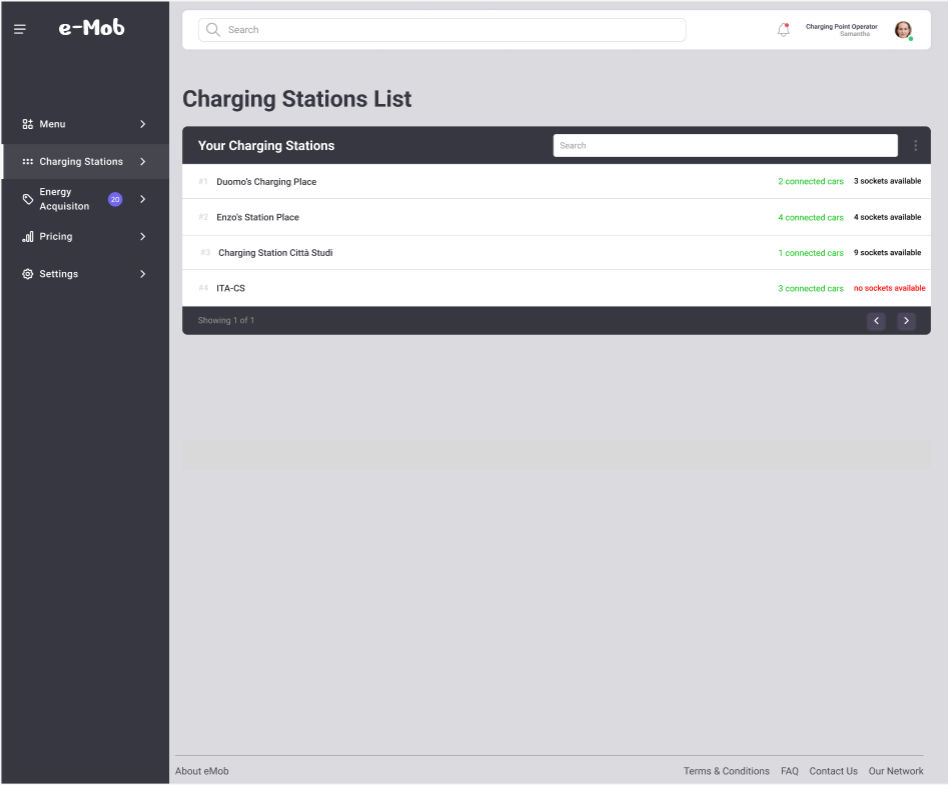 e-Mob
Search
Charging Point Operator
Samantha
Menu
Charging Stations
Energy
Acquisiton
20
Pricing
Settings
Charging Stations List
Your Charging Stations
Search
#1 Duomo's Charging Place 2 connected cars 3 sockets available
#2 Enzo's Station Place 4 connected cars 4 sockets available
#3 Charging Station Città Studi 1 connected cars 9 sockets available
#4 ITA-CS 3 connected cars no sockets available
Showing 1 of 1
About eMob Terms & Conditions FAQ Contact Us Our Network